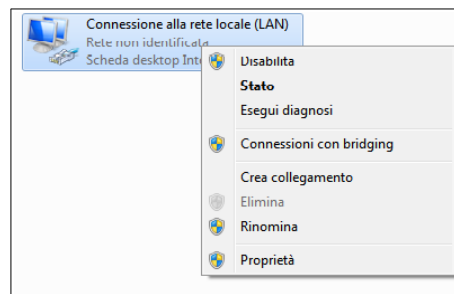 Connessione alla rete locale (LAN)
Rete non identificata
Scheda desktop Inte
Disabilita
Stato
Esegui diagnosi
Connessioni con bridging
Crea collegamento
Elimina
Rinomina
Proprietà